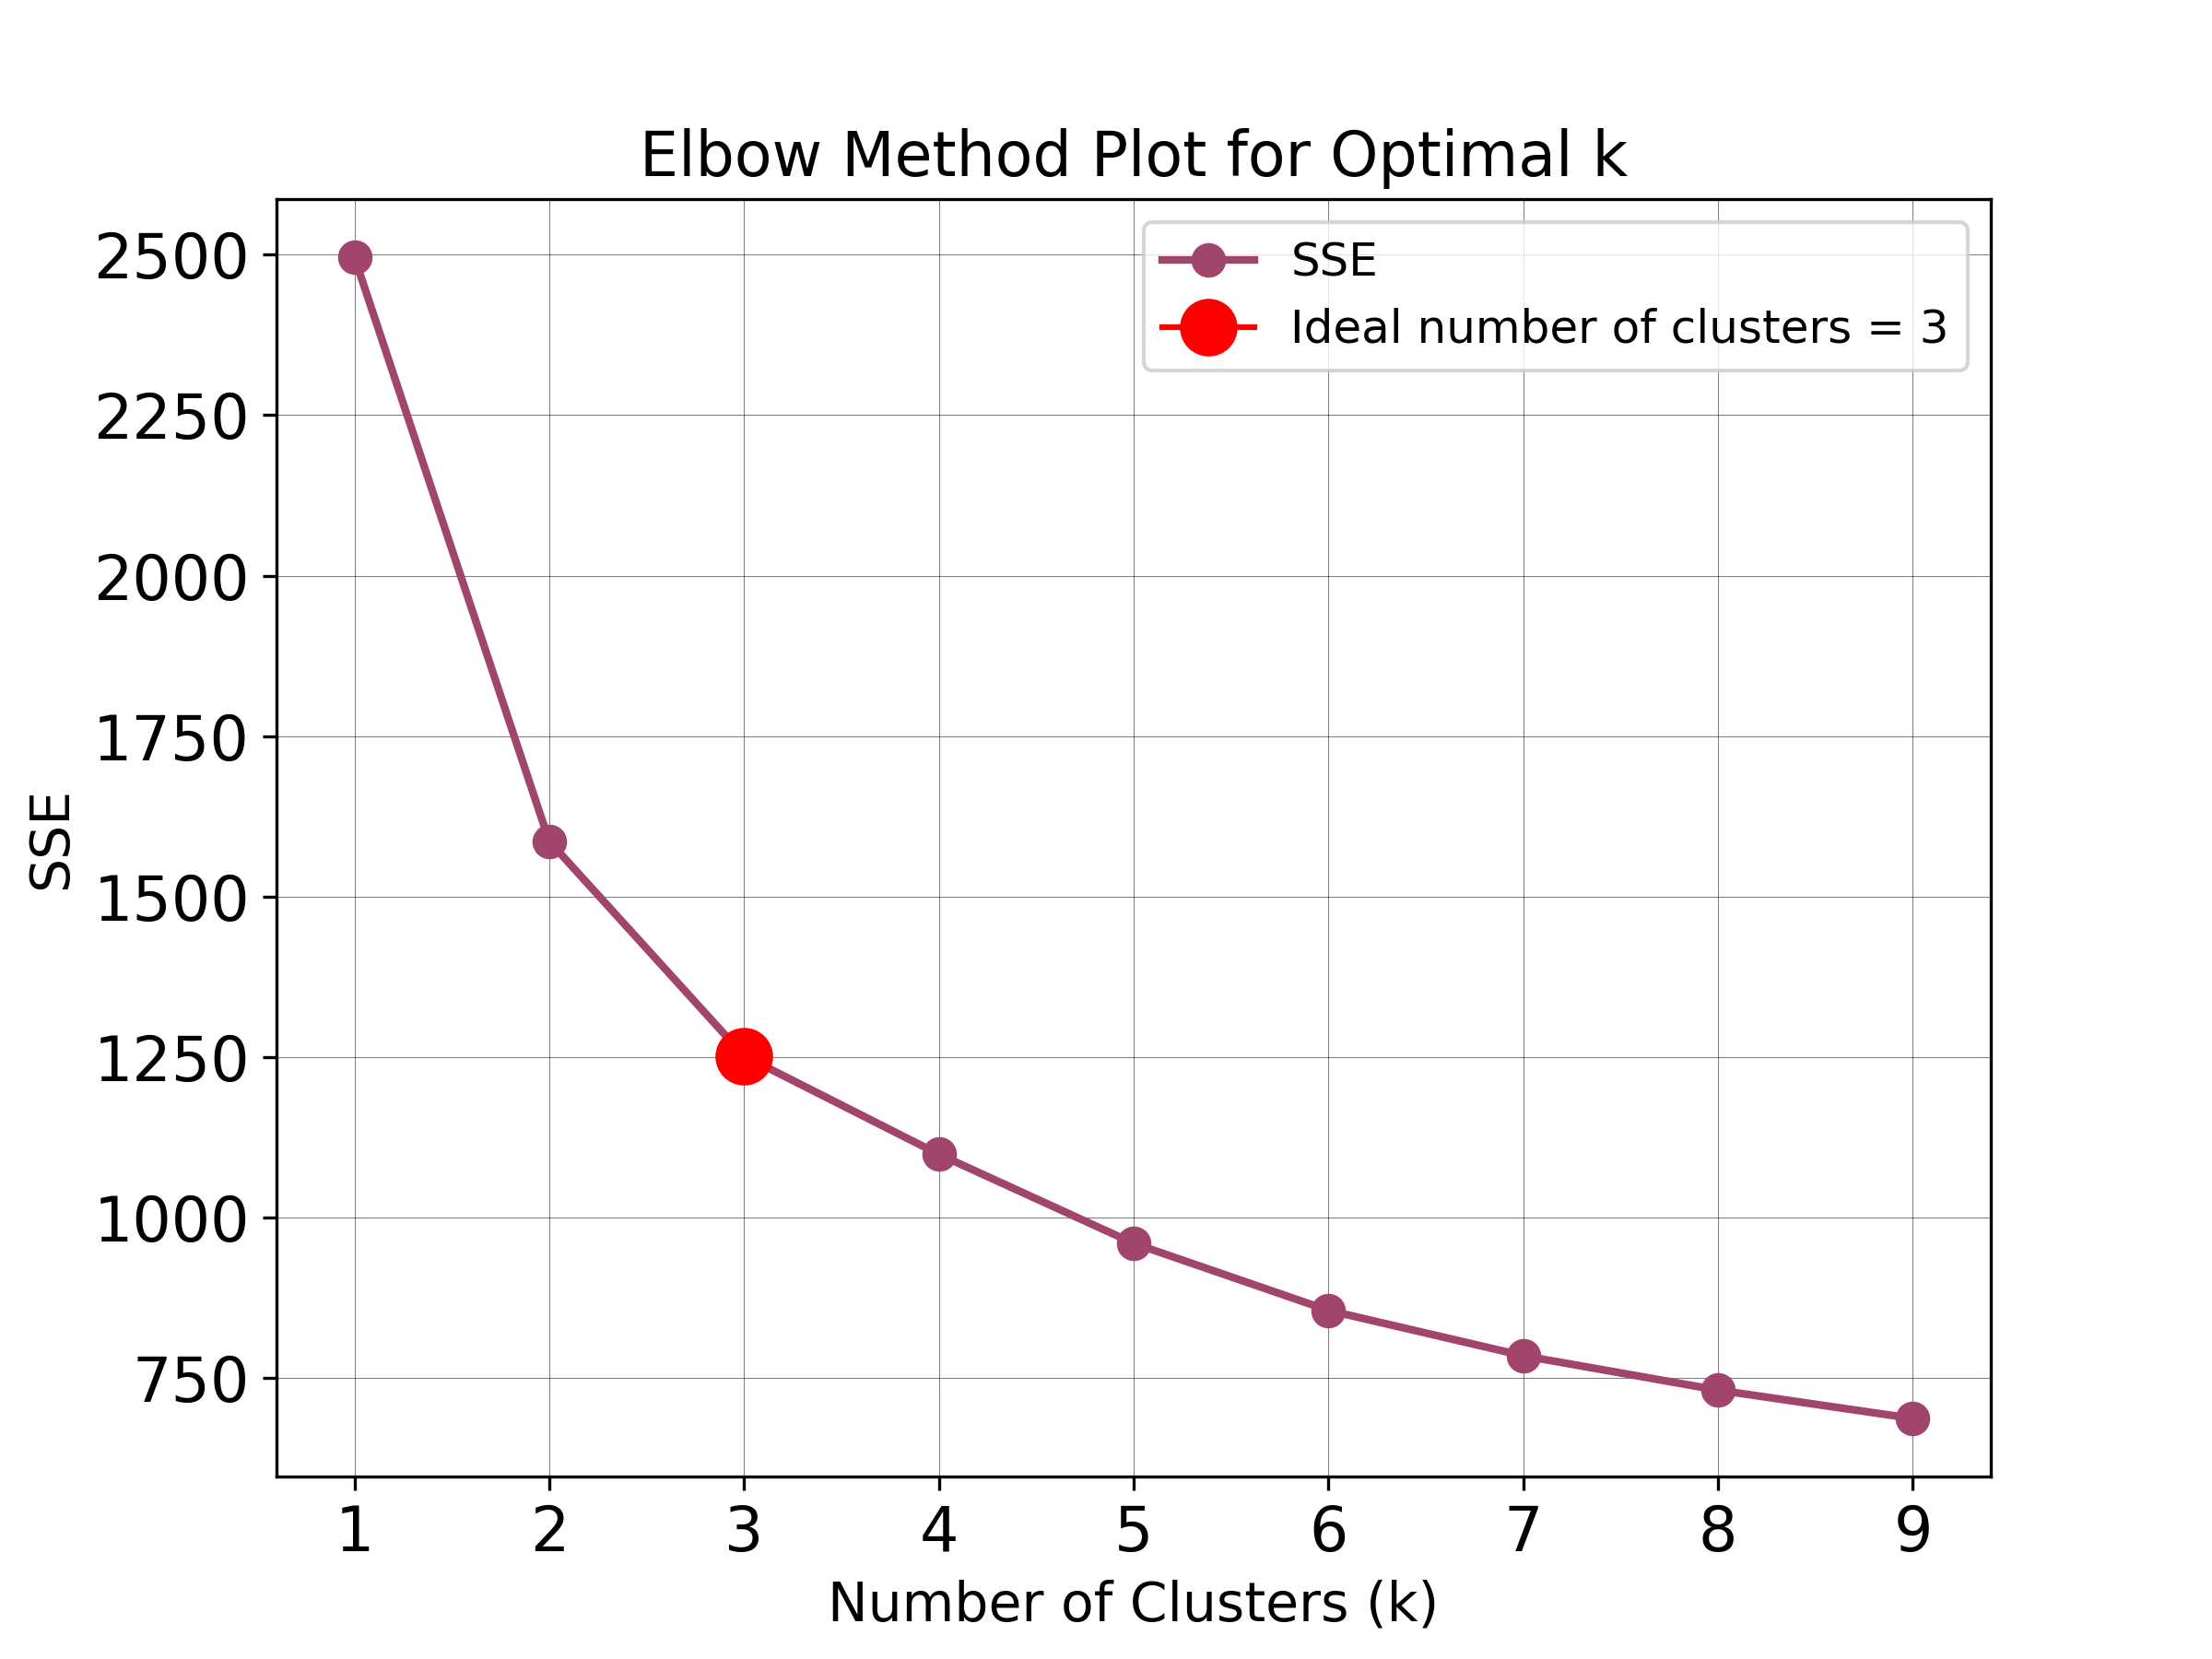 Elbow Method Plot for Optimal k
SSE
Ideal number of clusters = 3
2500
2250
2000
1750
1500
1250
1000
750
SSE
1 2 3 4 5 6 7 8 9
Number of Clusters (k)